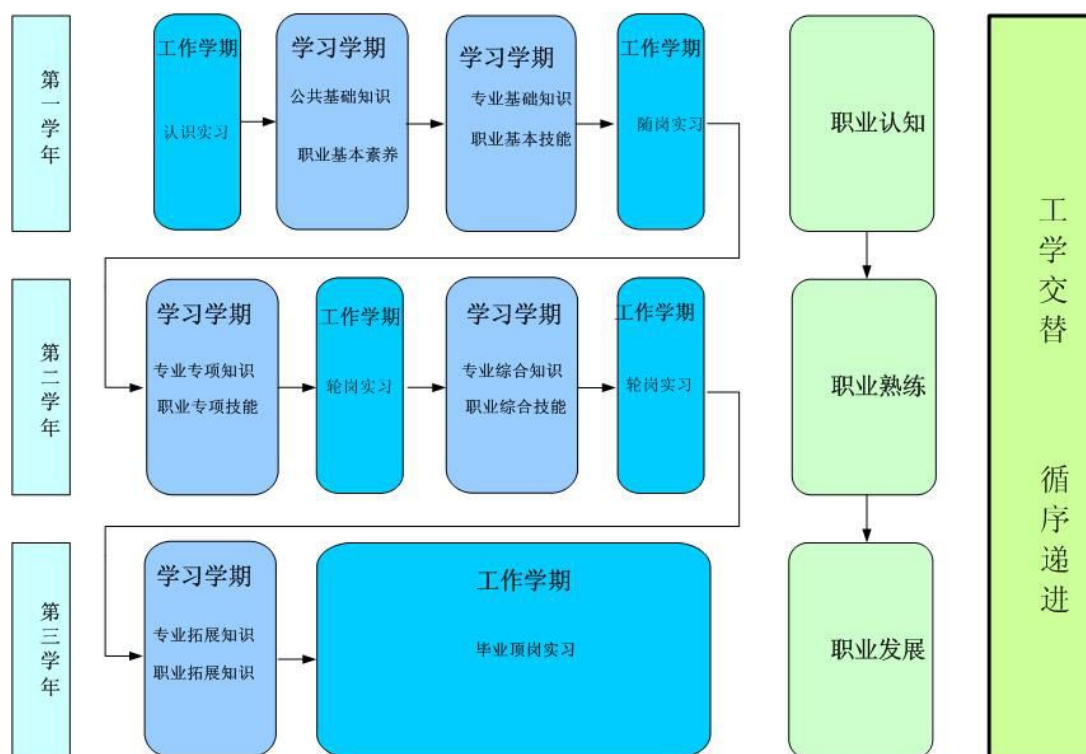 第一学年
工作学期
认识实习
学习学期
公共基础知识
职业基本素养
学习学期
专业基础知识
职业基本技能
工作学期
随岗实习
职业认知
第二学年
学习学期
专业专项知识
职业专项技能
工作学期
轮岗实习
学习学期
专业综合知识
职业综合技能
工作学期
轮岗实习
职业熟练
第三学年
学习学期
专业拓展知识
职业拓展知识
工作学期
毕业顶岗实习
职业发展
工学交替
循序递进